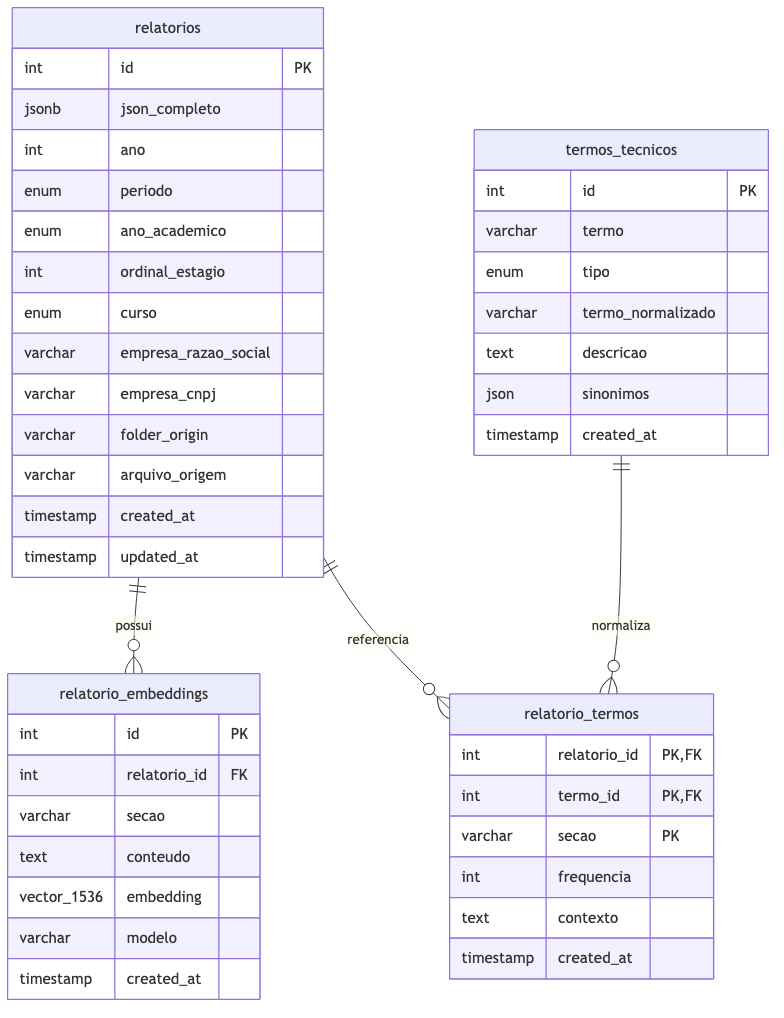 relatorios
int id PK
jsonb json_completo
int ano
enum periodo
enum ano_academico
int ordinal_estagio
enum curso
varchar empresa_razao_social
varchar empresa_cnpj
varchar folder_origin
varchar arquivo_origem
timestamp created_at
timestamp updated_at
termos_tecnicos
int id PK
varchar termo
enum tipo
varchar termo_normalizado
text descricao
json sinonimos
timestamp created_at
possui
referencia
normaliza
relatorio_embeddings
int id PK
int relatorio_id FK
varchar secao
text conteudo
vector_1536 embedding
varchar modelo
timestamp created_at
relatorio_termos
int relatorio_id PK,FK
int termo_id PK,FK
varchar secao PK
int frequencia
text contexto
timestamp created_at